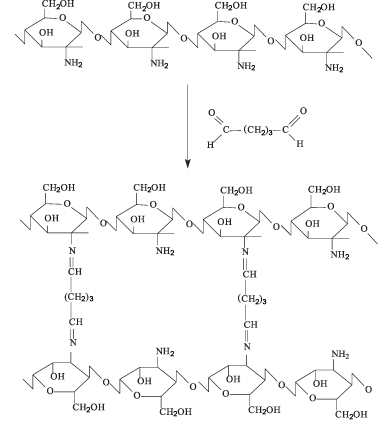 CH₂OH CH₂OH CH₂OH CH₂OH
O O O O
OH O OH O OH O OH O
NH₂ NH₂ NH₂ NH₂
O O
C—(CH₂)₃—C
H H
CH₂OH CH₂OH CH₂OH CH₂OH
O O O O
OH O OH O OH O OH O
N NH₂ N NH₂
CH CH
(CH₂)₃ (CH₂)₃
CH CH
N NH₂ N NH₂
OH OH OH OH
O O O O O O O O
CH₂OH CH₂OH CH₂OH CH₂OH